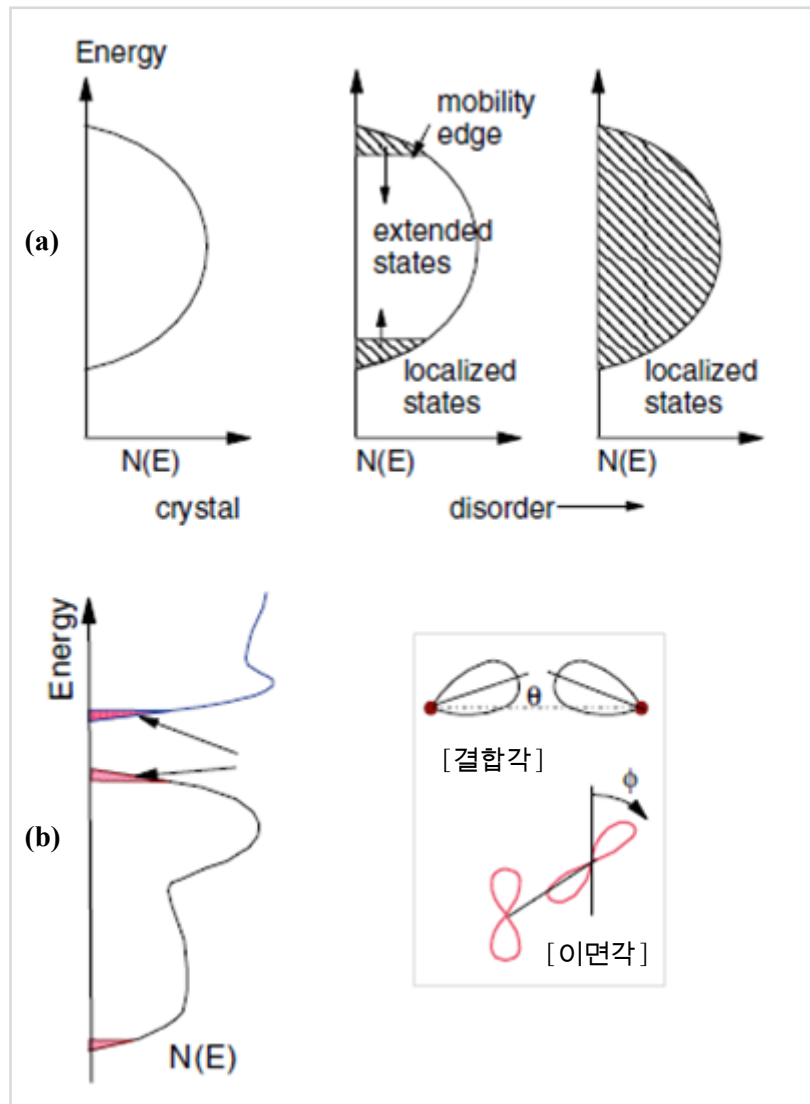 Energy
mobility
edge
(a)
extended
states
localized
states
localized
states
N(E)
N(E)
N(E)
crystal
disorder
Energy
θ
[결합각]
ϕ
(b)
[이면각]
N(E)